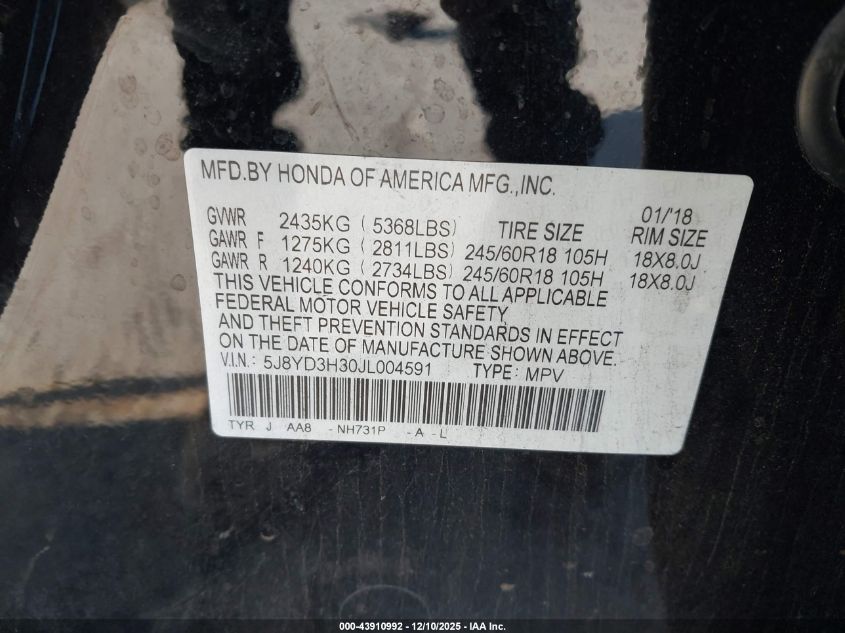 MFD.BY HONDA OF AMERICA MFG.,INC.
01/'18
GVWR 2435KG ( 5368LBS) TIRE SIZE RIM SIZE
GAWR F 1275KG ( 2811LBS) 245/60R18 105H 18X8.0J
GAWR R 1240KG ( 2734LBS) 245/60R18 105H 18X8.0J
THIS VEHICLE CONFORMS TO ALL APPLICABLE
FEDERAL MOTOR VEHICLE SAFETY,
AND THEFT PREVENTION STANDARDS IN EFFECT
ON THE DATE OF MANUFACTURE SHOWN ABOVE.
V.I.N.: 5J8YD3H30JL004591 TYPE: MPV
TYR J AA8 -NH731P -A -L
000-43910992 - 12/10/2025 - IAA Inc.